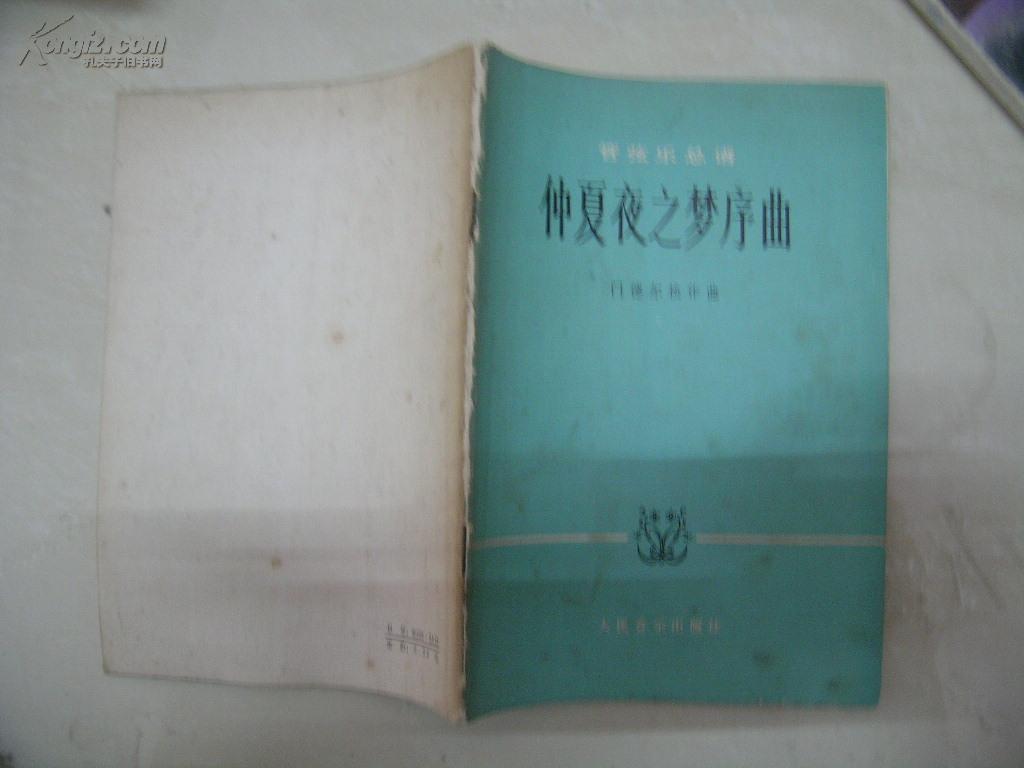 Kongfz.com
孔夫子旧书网
管弦乐总谱
仲夏夜之梦序曲
门德尔松作曲
人民音乐出版社